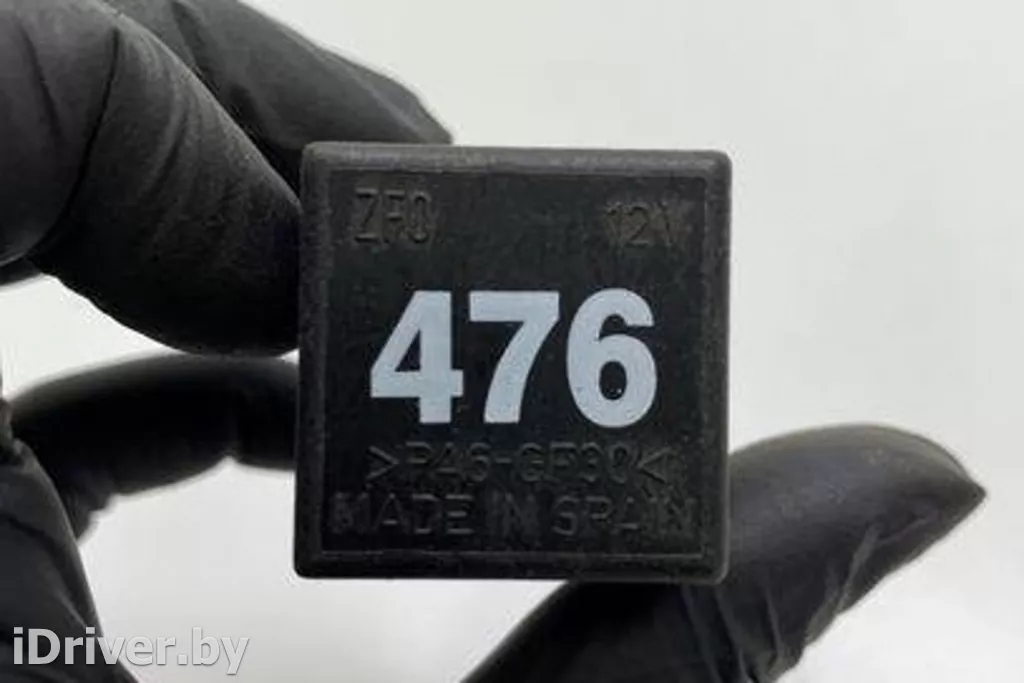 ZFO 12V
476
>PA6-GF30<
MADE IN SPAIN
iDriver.by